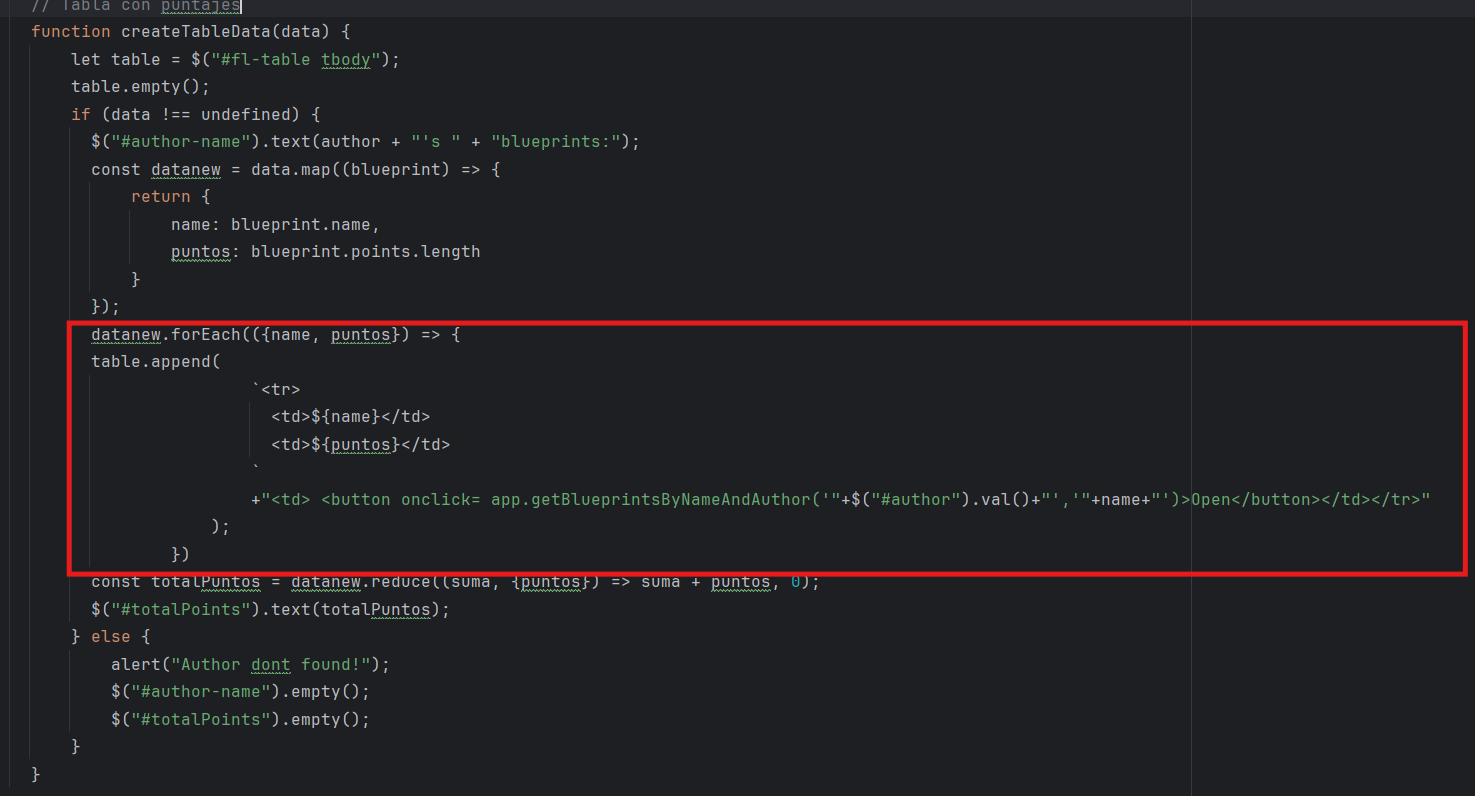 // Tabla con puntajes
function createTableData(data) {
    let table = $("#fl-table tbody");
    table.empty();
    if (data !== undefined) {
      $("#author-name").text(author + "'s " + "blueprints:");
      const datanew = data.map((blueprint) => {
          return {
              name: blueprint.name,
              puntos: blueprint.points.length
          }
      });
      datanew.forEach(({name, puntos}) => {
      table.append(
                      `<tr>
                        <td>${name}</td>
                        <td>${puntos}</td>
                      `
                      +"<td> <button onclick= app.getBlueprintsByNameAndAuthor('"+$("#author").val()+"','"+name+"')>Open</button></td></tr>"
                  );
              })
      const totalPuntos = datanew.reduce((suma, {puntos}) => suma + puntos, 0);
      $("#totalPoints").text(totalPuntos);
    } else {
        alert("Author dont found!");
        $("#author-name").empty();
        $("#totalPoints").empty();
    }
}